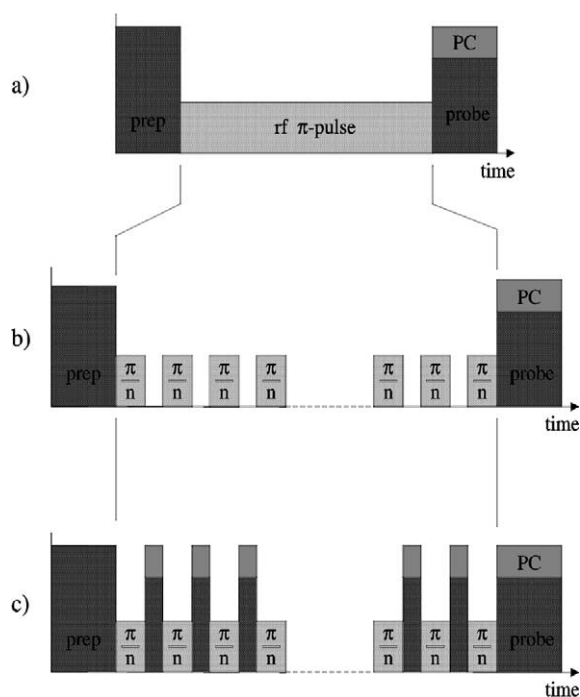 PC
a)
prep
rf π-pulse
probe
time
PC
b)
prep
π/n π/n π/n π/n π/n π/n π/n
probe
time
PC
c)
prep
π/n π/n π/n π/n π/n π/n π/n
probe
time